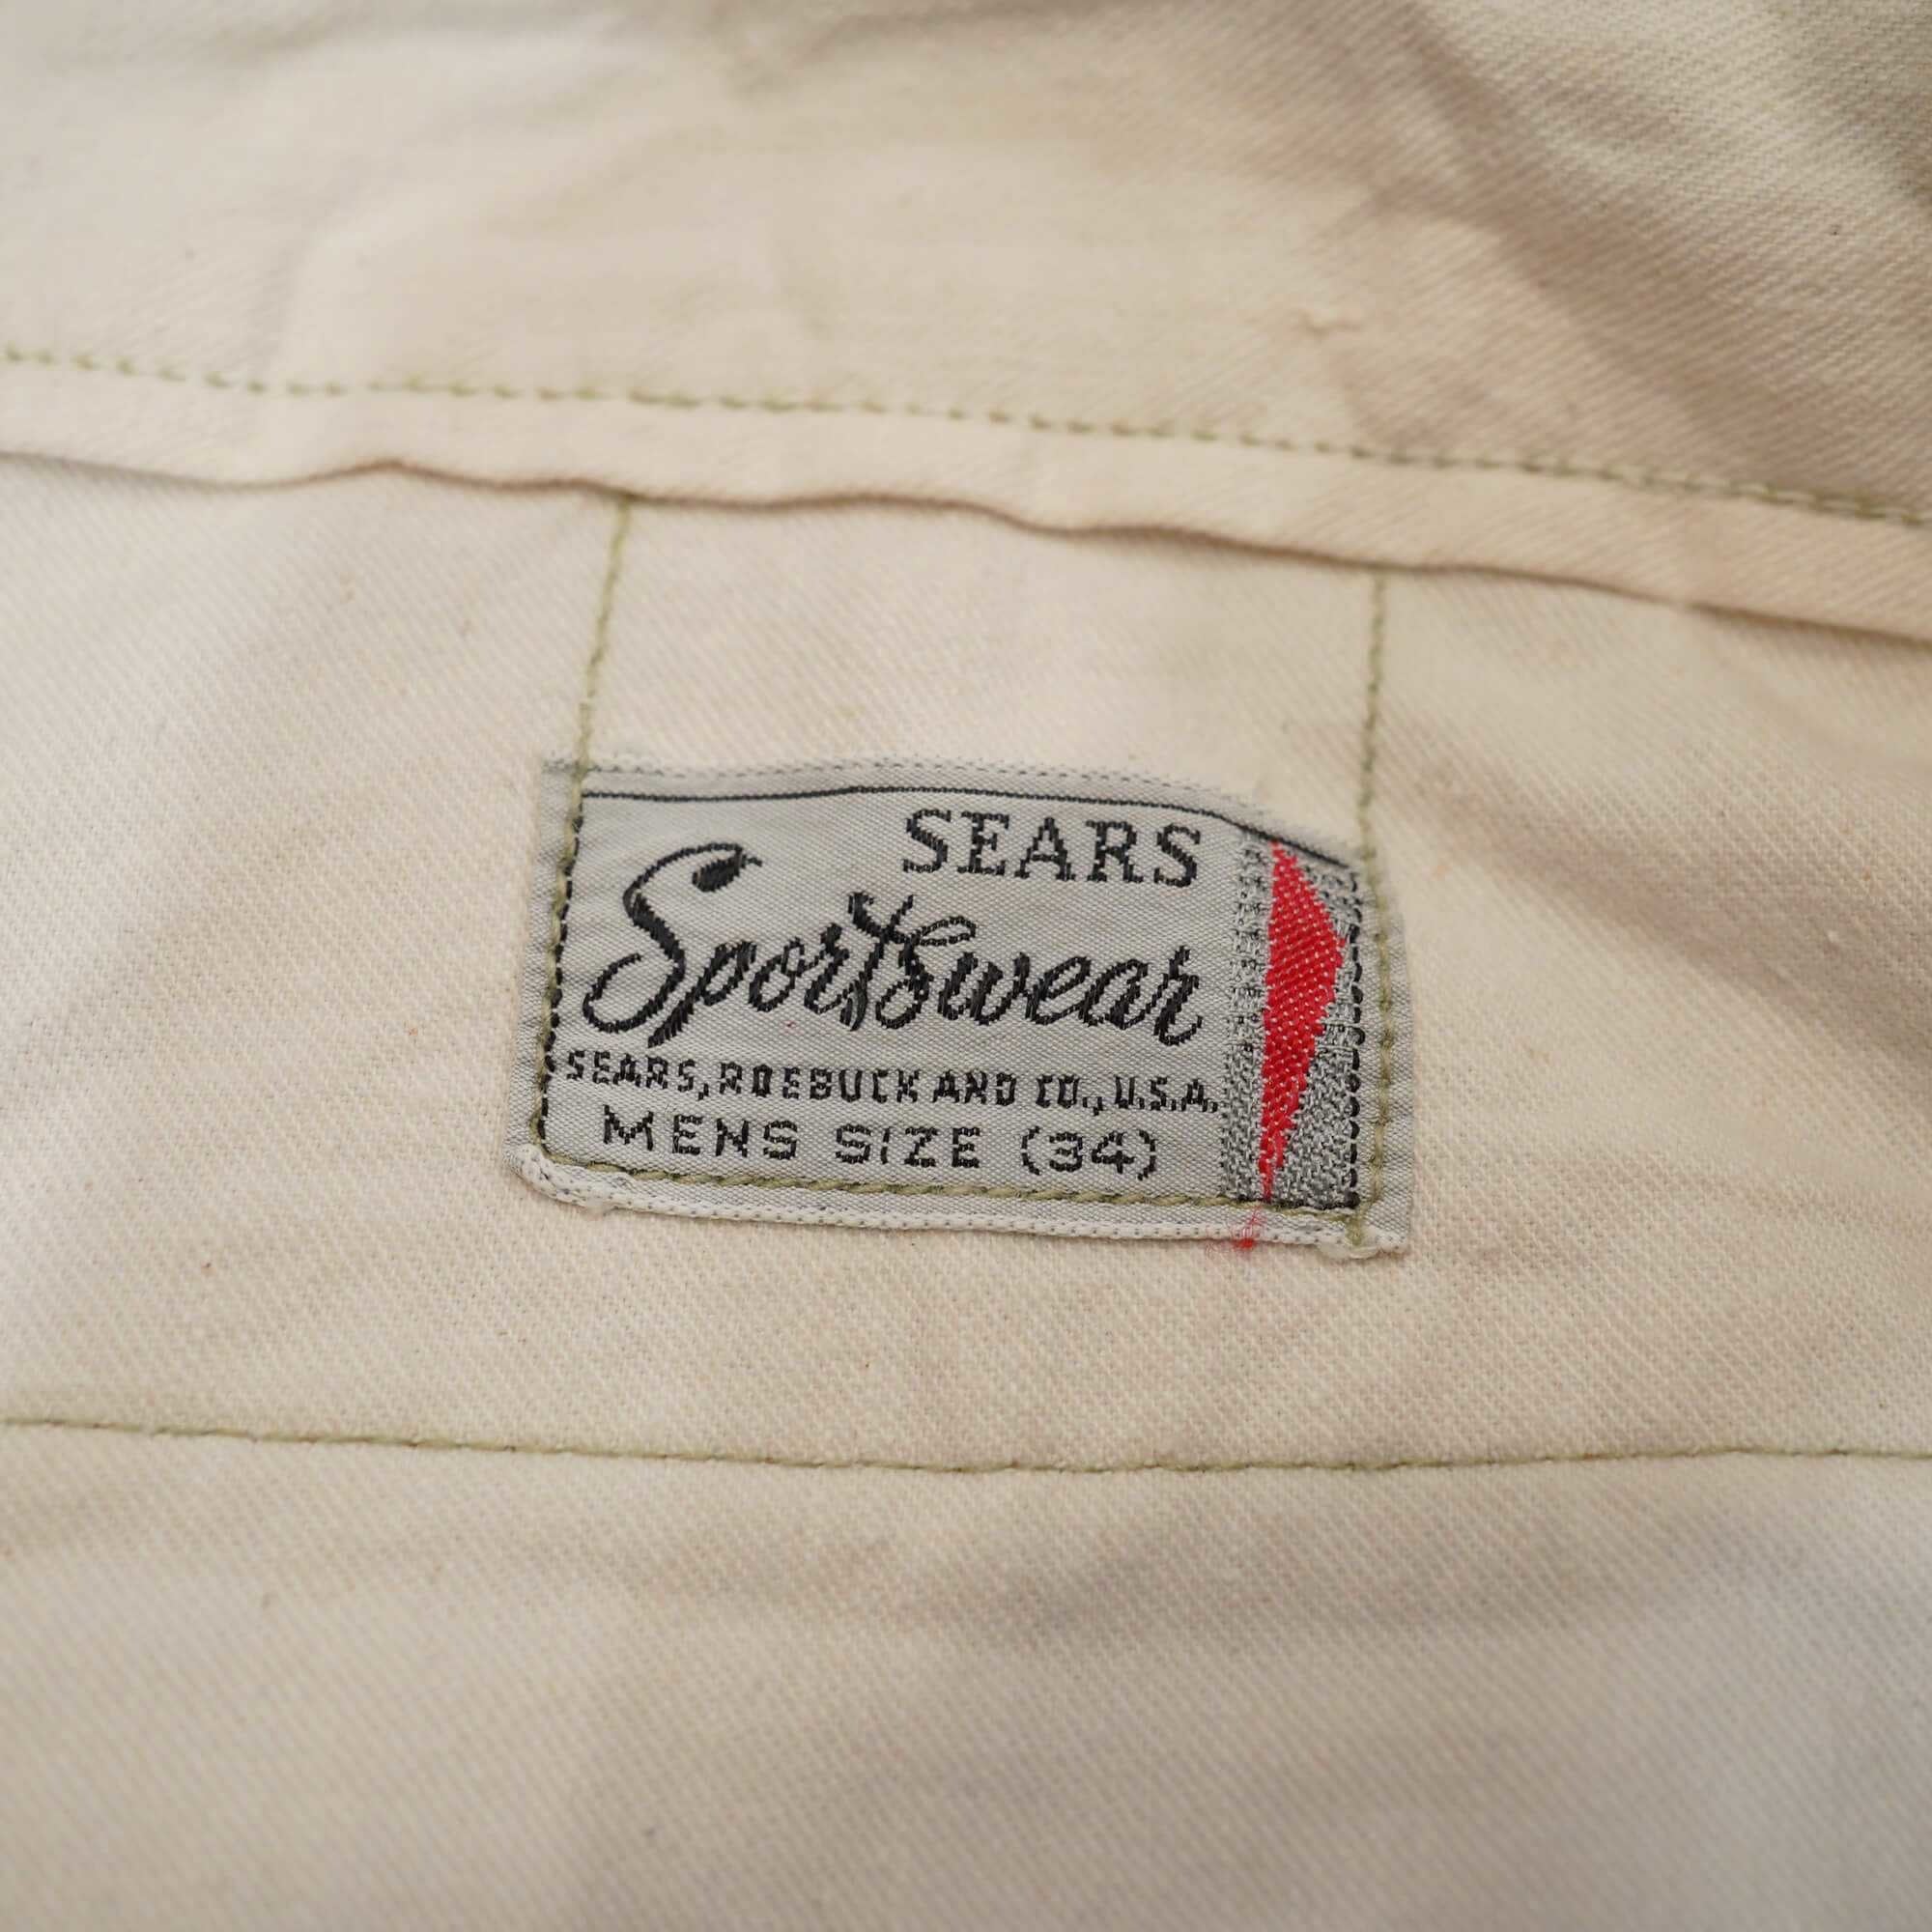 SEARS
Sportswear
SEARS, ROEBUCK AND CO., U.S.A.
MENS SIZE (34)